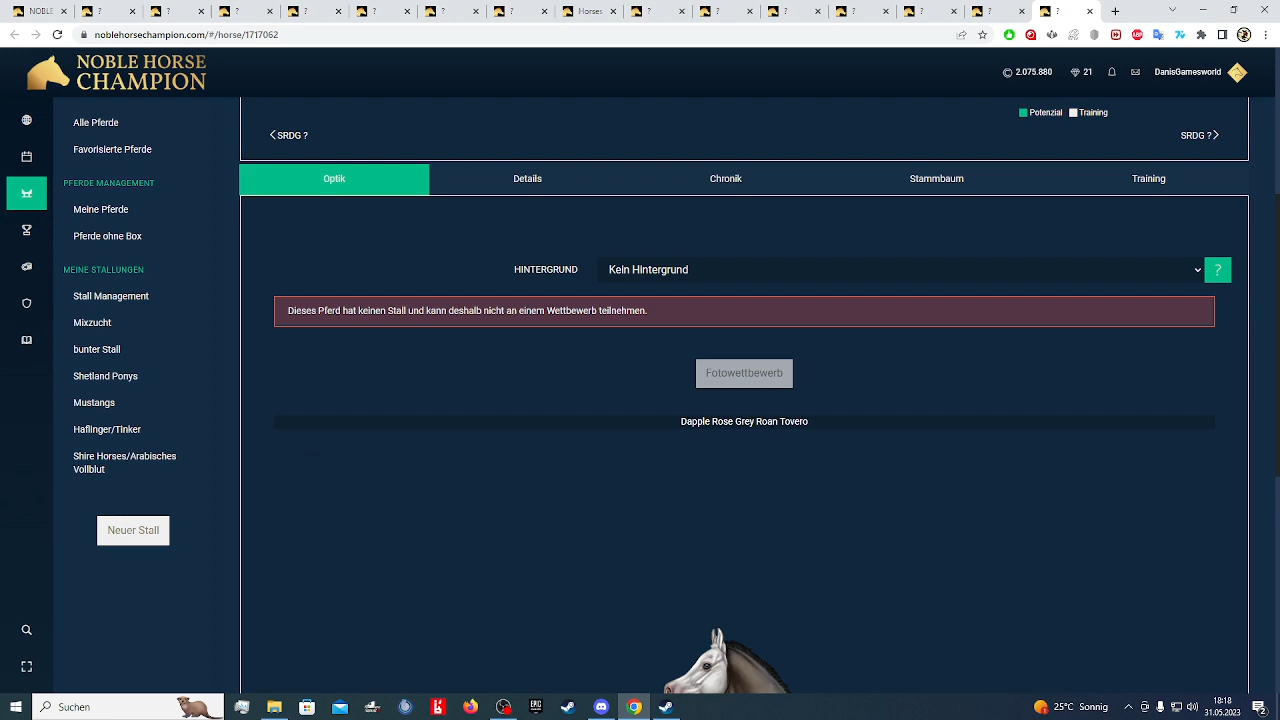 NOBLE
?
?
?
?
?
?
?
Horses
?
?
?
?
?
?
?
noblehorsechampion.com/#/horse/1717062
NOBLE HORSE
CHAMPION
2.075.880
21
DanisGamesworld
Alle Pferde
Favorisierte Pferde
PFERDE MANAGEMENT
Meine Pferde
Pferde ohne Box
MEINE STALLUNGEN
Stall Management
Mixzucht
bunter Stall
Shetland Ponys
Mustangs
Haflinger/Tinker
Shire Horses/Arabisches
Vollblut
Neuer Stall
Potenzial Training
SRDG ?
SRDG ?
Optik
Details
Chronik
Stammbaum
Training
HINTERGRUND
Kein Hintergrund
?
Dieses Pferd hat keinen Stall und kann deshalb nicht an einem Wettbewerb teilnehmen.
Fotowettbewerb
Dapple Rose Grey Roan Tovero
Suchen
25°C Sonnig
18:18
31.05.2023